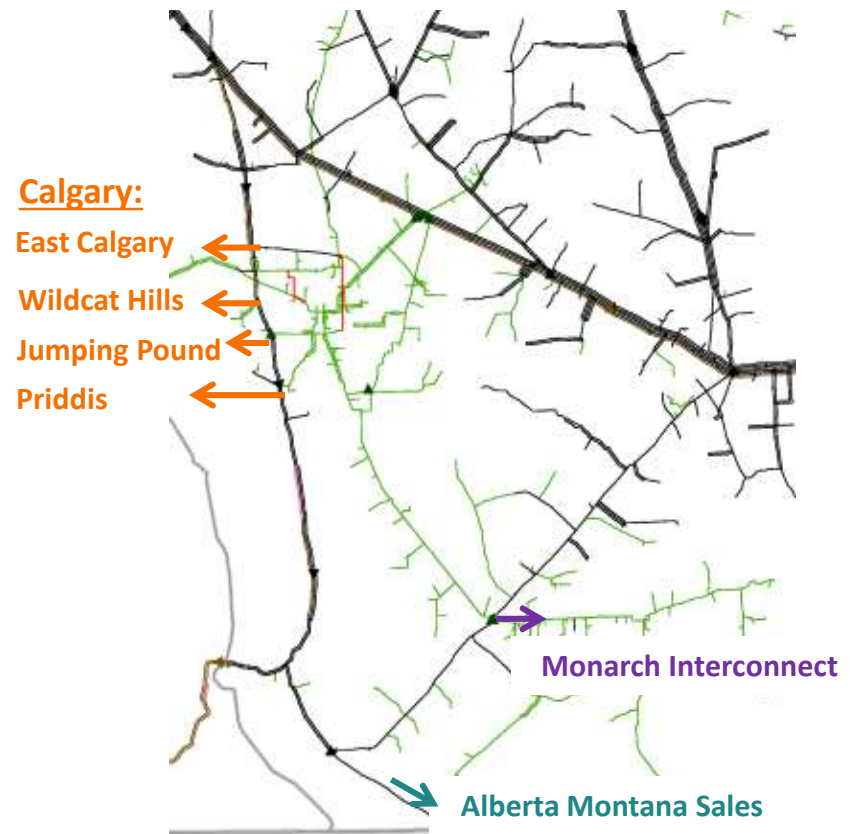 Calgary:
East Calgary
Wildcat Hills
Jumping Pound
Priddis
Monarch Interconnect
Alberta Montana Sales